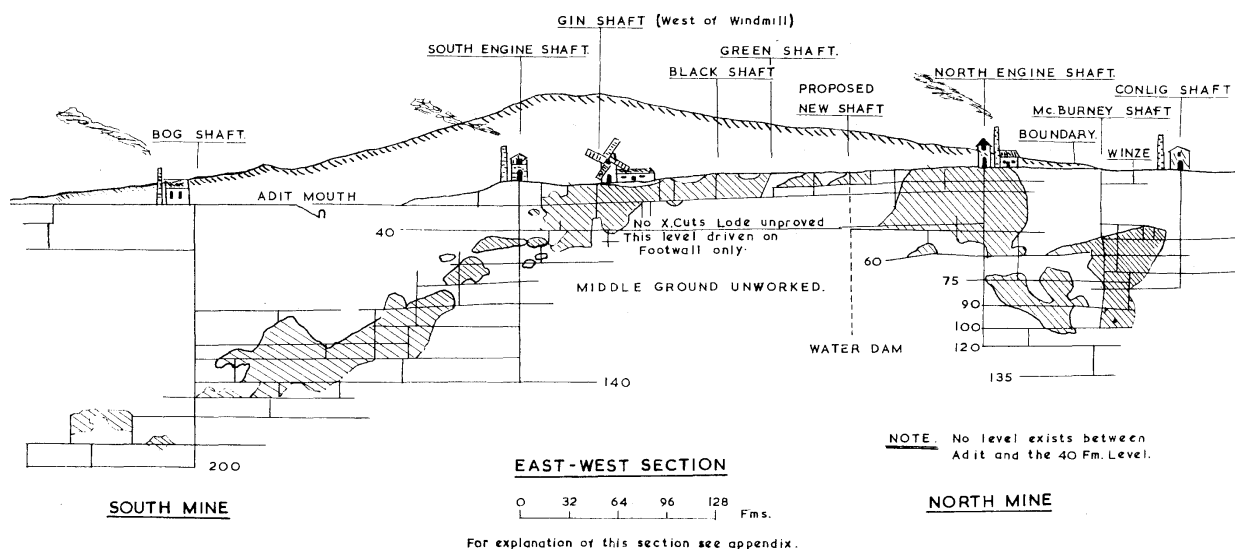 GIN SHAFT (West of Windmill)
SOUTH ENGINE SHAFT.
GREEN SHAFT.
BLACK SHAFT
NORTH ENGINE SHAFT.
CONLIG SHAFT
PROPOSED
NEW SHAFT
Mc.BURNEY SHAFT
BOG SHAFT.
BOUNDARY.
WINZE
ADIT MOUTH
40
No X.Cuts Lode unproved
This level driven on
Footwall only.
60
75
MIDDLE GROUND UNWORKED.
90
100
WATER DAM
120
140
135
NOTE. No level exists between
Adit and the 40 Fm. Level.
200
EAST-WEST SECTION
SOUTH MINE
0 32 64 96 128
Fms.
NORTH MINE
For explanation of this section see appendix.